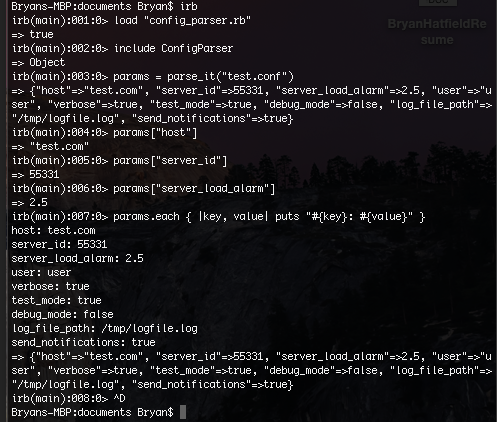 Bryans-MBP:documents Bryan$ irb
irb(main):001:0> load "config_parser.rb"
=> true
irb(main):002:0> include ConfigParser
=> Object
irb(main):003:0> params = parse_it("test.conf")
=> {"host"=>"test.com", "server_id"=>55331, "server_load_alarm"=>2.5, "user"=>"u
ser", "verbose"=>true, "test_mode"=>true, "debug_mode"=>false, "log_file_path"=>
"/tmp/logfile.log", "send_notifications"=>true}
irb(main):004:0> params["host"]
=> "test.com"
irb(main):005:0> params["server_id"]
=> 55331
irb(main):006:0> params["server_load_alarm"]
=> 2.5
irb(main):007:0> params.each { |key, value| puts "#{key}: #{value}" }
host: test.com
server_id: 55331
server_load_alarm: 2.5
user: user
verbose: true
test_mode: true
debug_mode: false
log_file_path: /tmp/logfile.log
send_notifications: true
=> {"host"=>"test.com", "server_id"=>55331, "server_load_alarm"=>2.5, "user"=>"u
ser", "verbose"=>true, "test_mode"=>true, "debug_mode"=>false, "log_file_path"=>
"/tmp/logfile.log", "send_notifications"=>true}
irb(main):008:0> ^D
Bryans-MBP:documents Bryan$
BryanHatfieldRe
sume